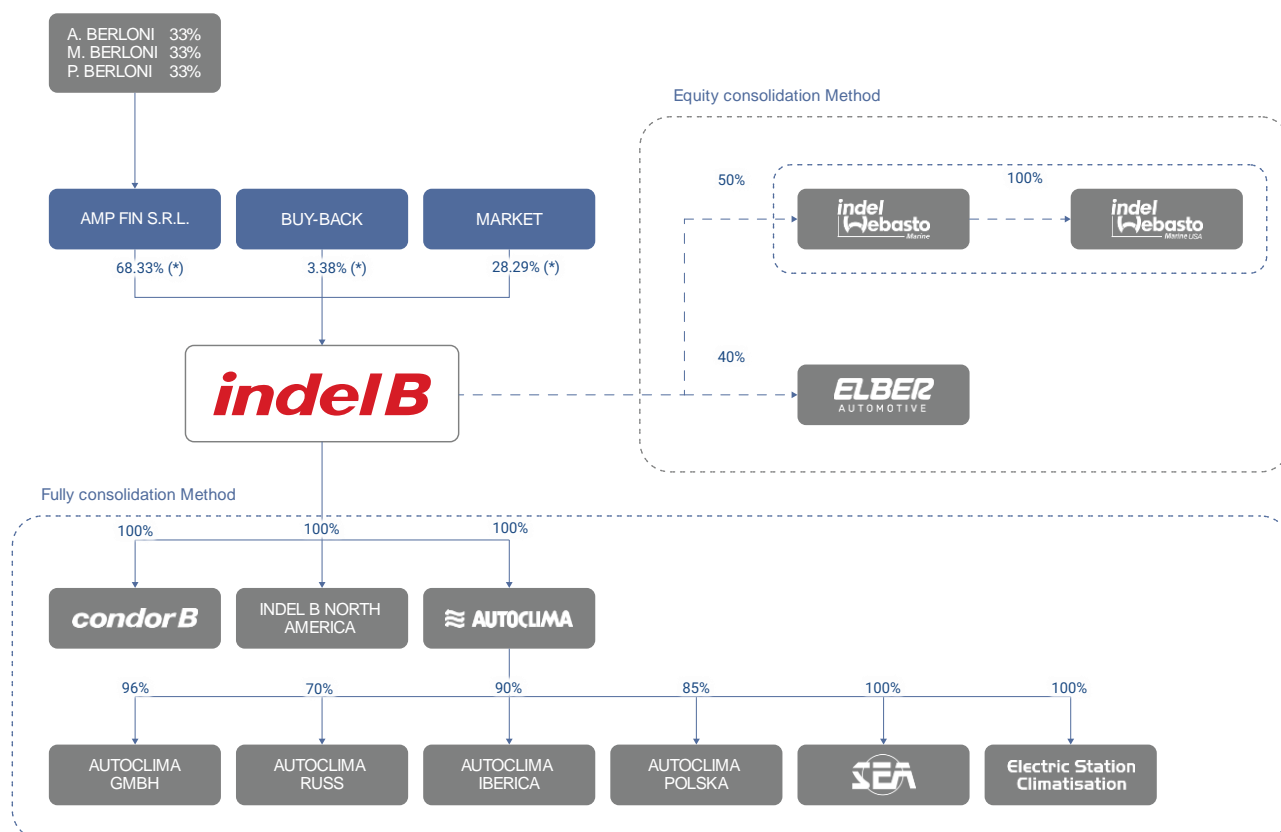 A. BERLONI 33%
M. BERLONI 33%
P. BERLONI 33%
Equity consolidation Method
AMP FIN S.R.L.
BUY-BACK
MARKET
68.33% (*)
3.38% (*)
28.29% (*)
50%
indel
Webasto
Marine
100%
indel
Webasto
Marine USA
indel B
40%
ELBER
AUTOMOTIVE
Fully consolidation Method
100%
100%
100%
condor B
INDEL B NORTH
AMERICA
AUTOCLIMA
96%
70%
90%
85%
100%
100%
AUTOCLIMA
GMBH
AUTOCLIMA
RUSS
AUTOCLIMA
IBERICA
AUTOCLIMA
POLSKA
SEA
Electric Station
Climatisation